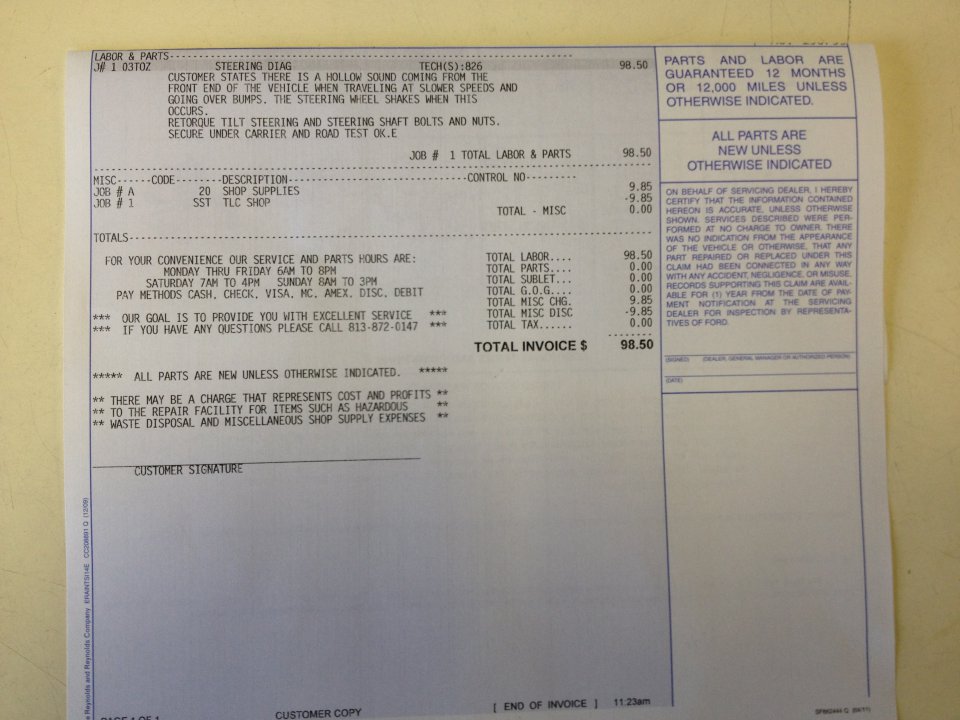 LABOR & PARTS
J# 1 03TOZ STEERING DIAG TECH(S):826 98.50
CUSTOMER STATES THERE IS A HOLLOW SOUND COMING FROM THE
FRONT END OF THE VEHICLE WHEN TRAVELING AT SLOWER SPEEDS AND
GOING OVER BUMPS. THE STEERING WHEEL SHAKES WHEN THIS
OCCURS.
RETORQUE TILT STEERING AND STEERING SHAFT BOLTS AND NUTS.
SECURE UNDER CARRIER AND ROAD TEST OK.E
JOB # 1 TOTAL LABOR & PARTS 98.50
MISC------CODE--------DESCRIPTION----------CONTROL NO---------
JOB # A 20 SHOP SUPPLIES 9.85
JOB # 1 SST TLC SHOP -9.85
TOTAL - MISC 0.00
TOTALS
FOR YOUR CONVENIENCE OUR SERVICE AND PARTS HOURS ARE:
MONDAY THRU FRIDAY 6AM TO 8PM
SATURDAY 7AM TO 4PM SUNDAY 8AM TO 3PM
PAY METHODS CASH, CHECK, VISA, MC, AMEX, DISC, DEBIT
*** OUR GOAL IS TO PROVIDE YOU WITH EXCELLENT SERVICE ***
*** IF YOU HAVE ANY QUESTIONS PLEASE CALL 813-872-0147 ***
TOTAL LABOR.... 98.50
TOTAL PARTS.... 0.00
TOTAL SUBLET... 0.00
TOTAL G.O.G.... 0.00
TOTAL MISC CHG. 9.85
TOTAL MISC DISC -9.85
TOTAL TAX...... 0.00
TOTAL INVOICE $ 98.50
***** ALL PARTS ARE NEW UNLESS OTHERWISE INDICATED. *****
** THERE MAY BE A CHARGE THAT REPRESENTS COST AND PROFITS **
** TO THE REPAIR FACILITY FOR ITEMS SUCH AS HAZARDOUS **
** WASTE DISPOSAL AND MISCELLANEOUS SHOP SUPPLY EXPENSES **
CUSTOMER SIGNATURE
PARTS AND LABOR ARE
GUARANTEED 12 MONTHS
OR 12,000 MILES UNLESS
OTHERWISE INDICATED.
ALL PARTS ARE
NEW UNLESS
OTHERWISE INDICATED
ON BEHALF OF SERVICING DEALER, I HEREBY
CERTIFY THAT THE INFORMATION CONTAINED
HEREON IS ACCURATE, UNLESS OTHERWISE
SHOWN. SERVICES DESCRIBED WERE PER-
FORMED AT NO CHARGE TO OWNER. THERE
WAS NO INDICATION FROM THE APPEARANCE
OF THE VEHICLE OR OTHERWISE, THAT ANY
PART REPAIRED OR REPLACED UNDER THIS
CLAIM HAD BEEN CONNECTED IN ANY WAY
WITH ANY ACCIDENT, NEGLIGENCE, OR MISUSE.
RECORDS SUPPORTING THIS CLAIM ARE AVAIL-
ABLE FOR (1) YEAR FROM THE DATE OF PAY-
MENT NOTIFICATION AT THE SERVICING
DEALER FOR INSPECTION BY REPRESENTA-
TIVES OF FORD.
(SIGNED) (DEALER, GENERAL MANAGER OR AUTHORIZED PERSON)
(DATE)
Reynolds and Reynolds Company ERAINTSI14E CC208891 Q (12/09)
PAGE 1 OF 1 CUSTOMER COPY [ END OF INVOICE ] 11:23am